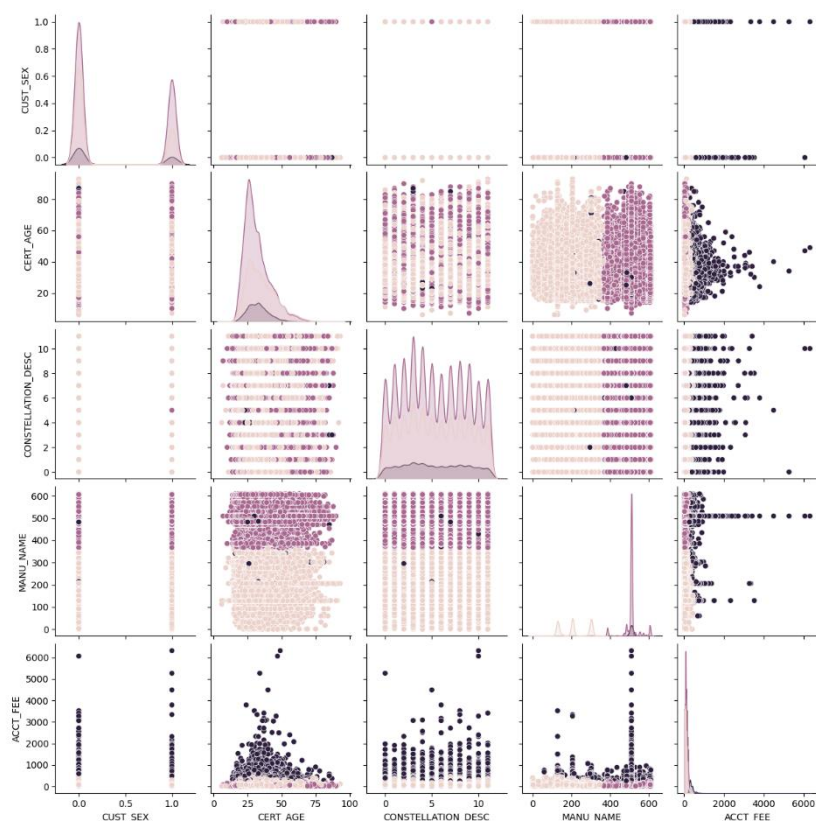 1.0
0.8
0.6
0.4
0.2
0.0
CUST_SEX
80
60
40
20
CERT_AGE
10
8
6
4
2
0
CONSTELLATION_DESC
600
500
400
300
200
100
0
MANU_NAME
6000
5000
4000
3000
2000
1000
0
ACCT_FEE
0.0 0.5 1.0
CUST_SEX
0 25 50 75 100
CERT_AGE
0 5 10
CONSTELLATION_DESC
0 200 400 600
MANU_NAME
0 2000 4000 6000
ACCT_FEE